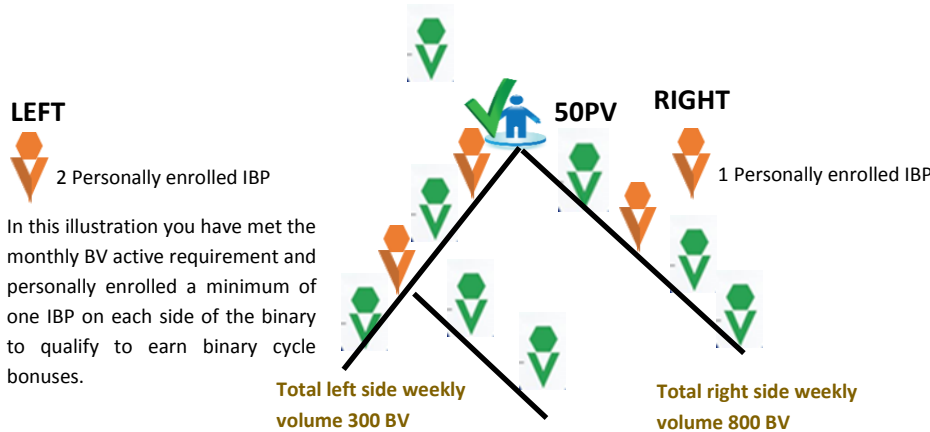 LEFT
50PV
RIGHT
2 Personally enrolled IBP
1 Personally enrolled IBP
In this illustration you have met the
monthly BV active requirement and
personally enrolled a minimum of
one IBP on each side of the binary
to qualify to earn binary cycle
bonuses.
Total left side weekly
volume 300 BV
Total right side weekly
volume 800 BV